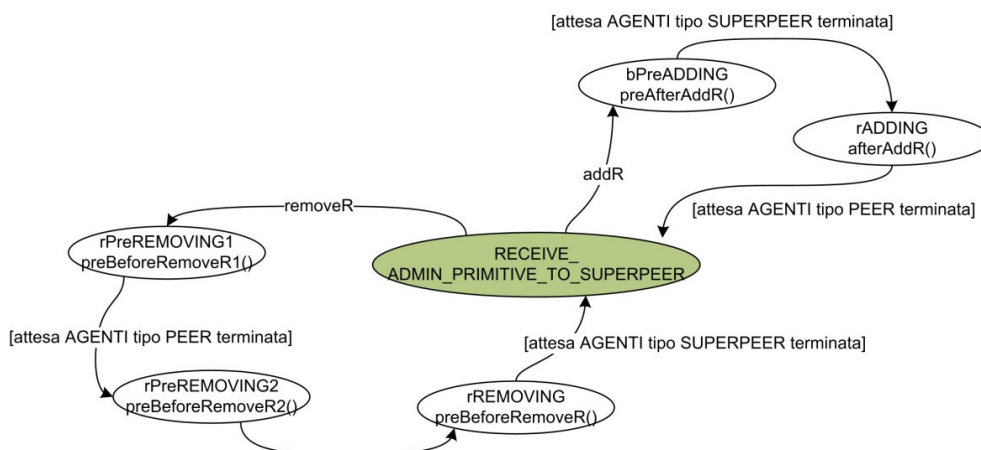 [attesa AGENTI tipo SUPERPEER terminata]
bPreADDING
preAfterAddR()
rADDING
afterAddR()
addR
[attesa AGENTI tipo PEER terminata]
removeR
rPreREMOVING1
preBeforeRemoveR1()
RECEIVE_
ADMIN_PRIMITIVE_TO_SUPERPEER
[attesa AGENTI tipo PEER terminata]
[attesa AGENTI tipo SUPERPEER terminata]
rPreREMOVING2
preBeforeRemoveR2()
rREMOVING
preBeforeRemoveR()